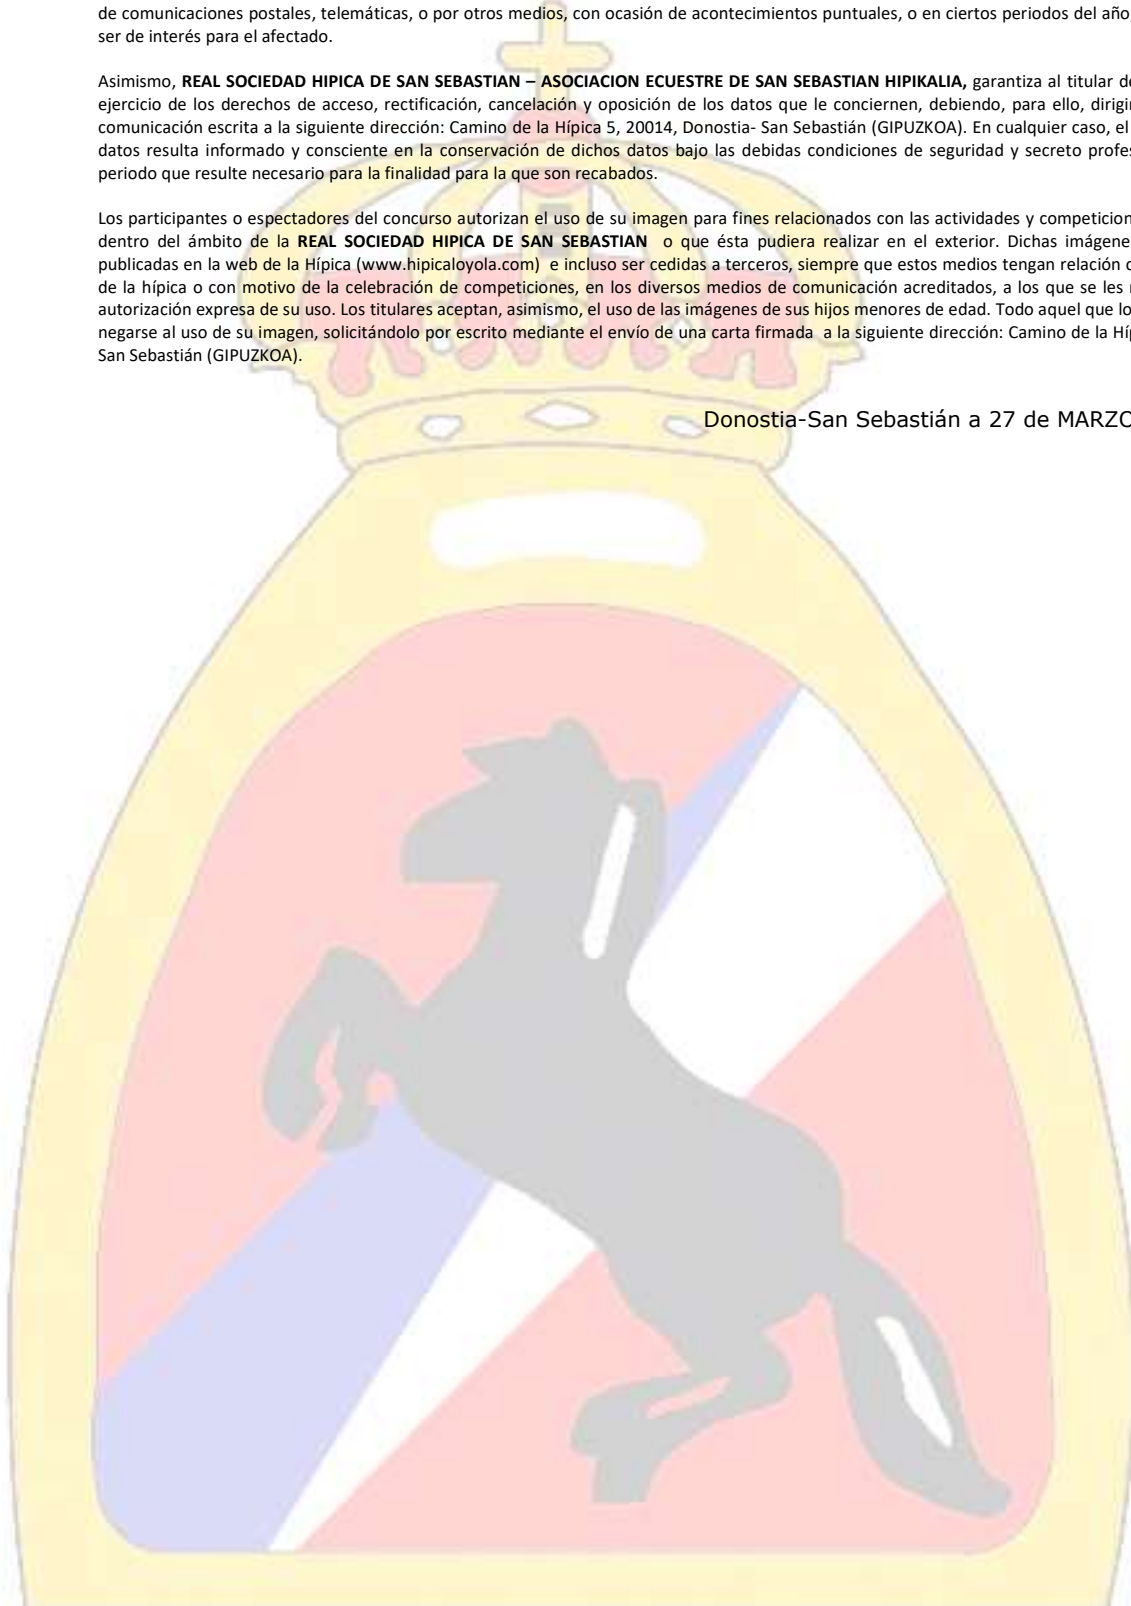 de comunicaciones postales, telemáticas, o por otros medios, con ocasión de acontecimientos puntuales, o en ciertos periodos del año,
ser de interés para el afectado.
Asimismo, REAL SOCIEDAD HIPICA DE SAN SEBASTIAN – ASOCIACION ECUESTRE DE SAN SEBASTIAN HIPIKALIA, garantiza al titular
ejercicio de los derechos de acceso, rectificación, cancelación y oposición de los datos que le conciernen, debiendo, para ello,
comunicación escrita a la siguiente dirección: Camino de la Hípica 5, 20014, Donostia- San Sebastián (GIPUZKOA). En cualquier caso, el
datos resulta informado y consciente en la conservación de dichos datos bajo las debidas condiciones de seguridad y secreto
periodo que resulte necesario para la finalidad para la que son recabados.
Los participantes o espectadores del concurso autorizan el uso de su imagen para fines relacionados con las actividades y
dentro del ámbito de la REAL SOCIEDAD HIPICA DE SAN SEBASTIAN o que ésta pudiera realizar en el exterior. Dichas
publicadas en la web de la Hípica (www.hipicaloyola.com) e incluso ser cedidas a terceros, siempre que estos medios tengan relación
de la hípica o con motivo de la celebración de competiciones, en los diversos medios de comunicación acreditados, a los que se les
autorización expresa de su uso. Los titulares aceptan, asimismo, el uso de las imágenes de sus hijos menores de edad. Todo aquel que lo
negarse al uso de su imagen, solicitándolo por escrito mediante el envío de una carta firmada a la siguiente dirección: Camino de la
San Sebastián (GIPUZKOA).
Donostia-San Sebastián a 27 de MARZO